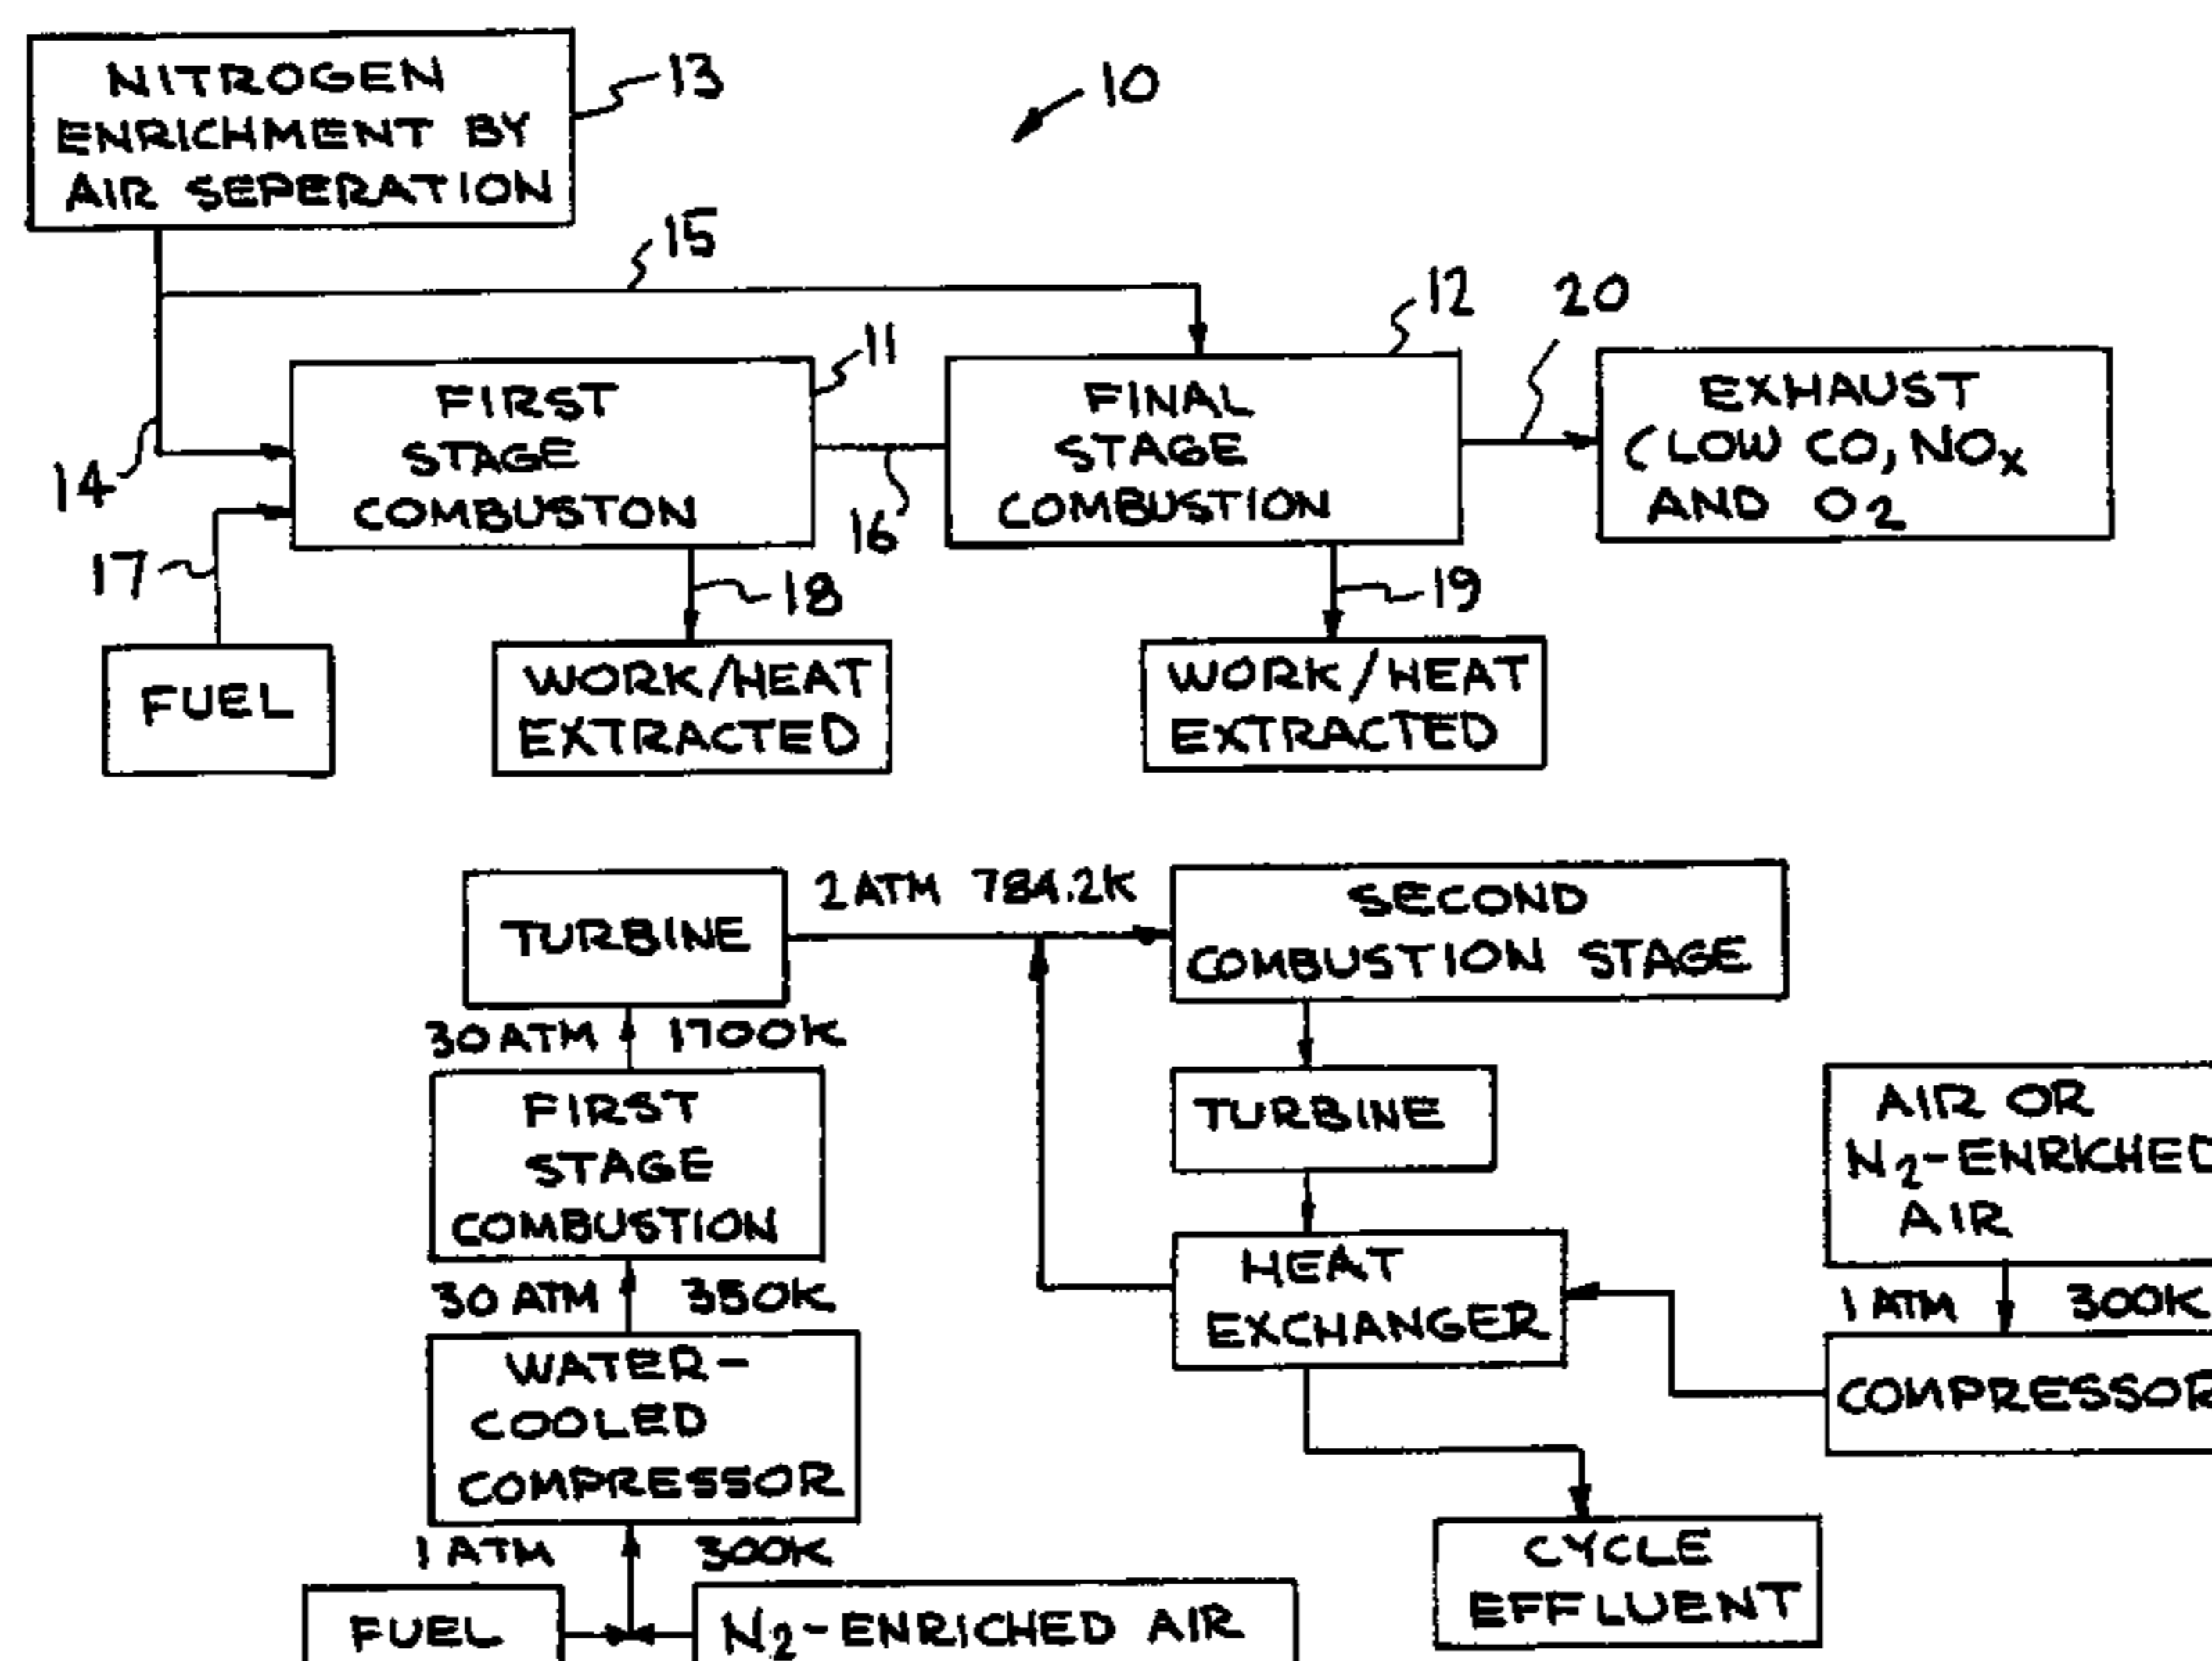 NITROGEN
ENRICHMENT BY
AIR SEPERATION
13
10
15
12
20
11
FIRST
STAGE
COMBUSTON
FINAL
STAGE
COMBUSTION
EXHAUST
(LOW CO, NOx
AND O2
14
16
17
18
19
FUEL
WORK/HEAT
EXTRACTED
WORK/HEAT
EXTRACTED
TURBINE
2 ATM 784.2K
SECOND
COMBUSTION STAGE
30 ATM 1700K
FIRST
STAGE
COMBUSTION
TURBINE
AIR OR
N2-ENRICHED
AIR
30 ATM 350K
HEAT
EXCHANGER
1 ATM 300K
WATER-
COOLED
COMPRESSOR
COMPRESSOR
1 ATM 300K
CYCLE
EFFLUENT
FUEL
N2-ENRICHED AIR